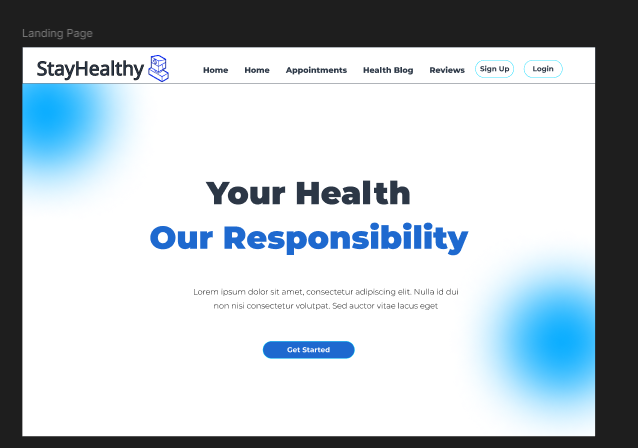 Landing Page
StayHealthy
Home Home Appointments Health Blog Reviews Sign Up Login
Your Health
Our Responsibility
Lorem ipsum dolor sit amet, consectetur adipiscing elit. Nulla id dui
non nisi consectetur volutpat. Sed auctor vitae lacus eget
Get Started